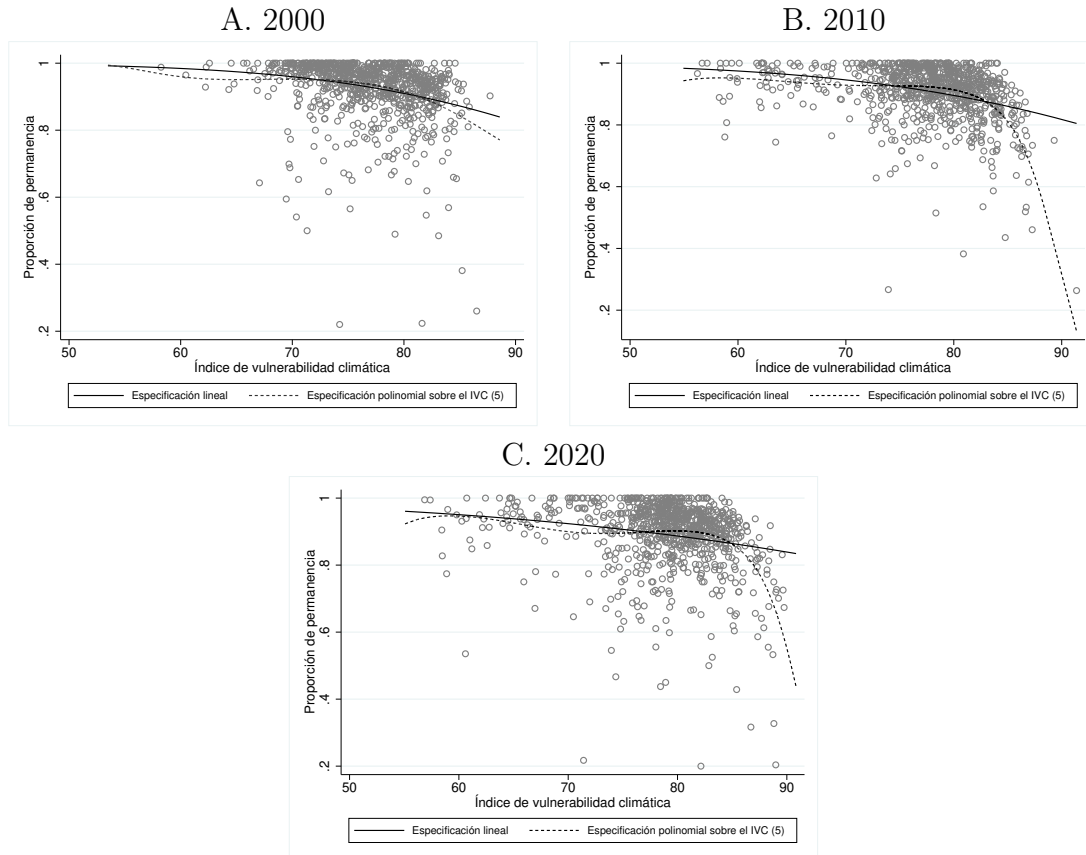 A. 2000
Proporción de permanencia
1
.8
.6
.4
.2
50 60 70 80 90
Índice de vulnerabilidad climática
Especificación lineal Especificación polinomial sobre el IVC (5)
B. 2010
Proporción de permanencia
1
.8
.6
.4
.2
50 60 70 80 90
Índice de vulnerabilidad climática
Especificación lineal Especificación polinomial sobre el IVC (5)
C. 2020
Proporción de permanencia
1
.8
.6
.4
.2
50 60 70 80 90
Índice de vulnerabilidad climática
Especificación lineal Especificación polinomial sobre el IVC (5)